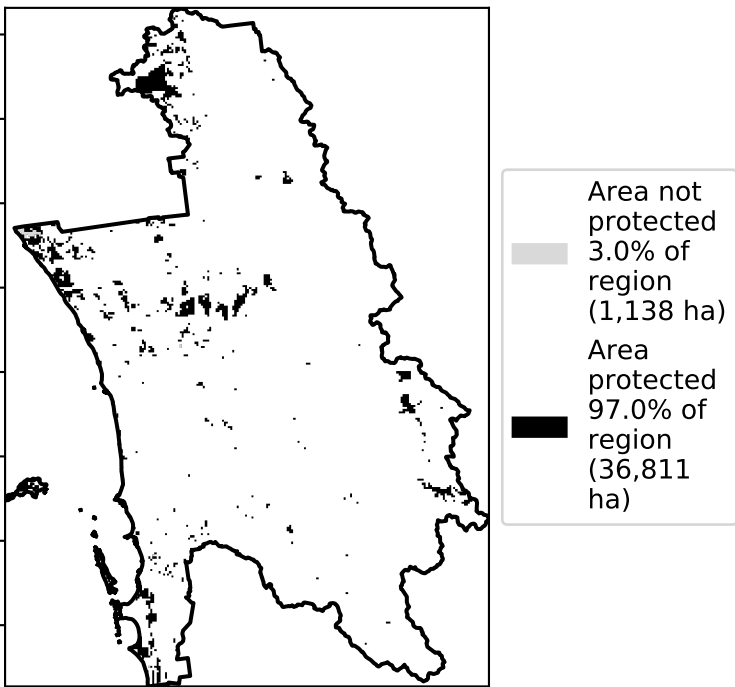 Area not
protected
3.0% of
region
(1,138 ha)
Area
protected
97.0% of
region
(36,811
ha)